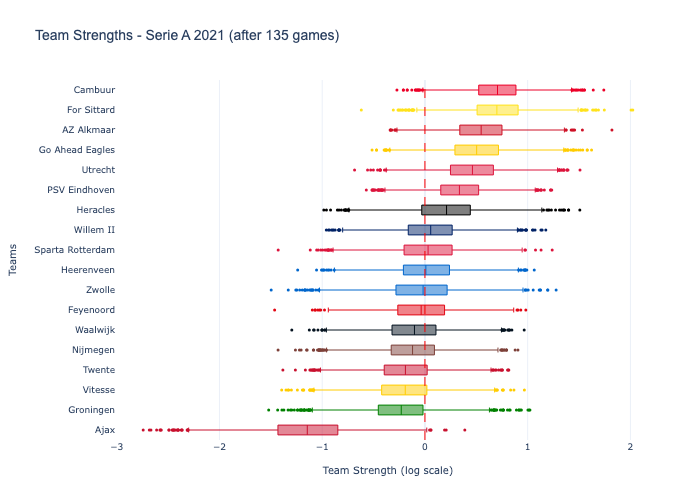 Team Strengths - Serie A 2021 (after 135 games)
Cambuur
For Sittard
AZ Alkmaar
Go Ahead Eagles
Utrecht
PSV Eindhoven
Heracles
Willem II
Sparta Rotterdam
Heerenveen
Zwolle
Feyenoord
Waalwijk
Nijmegen
Twente
Vitesse
Groningen
Ajax
Teams
−3 −2 −1 0 1 2
Team Strength (log scale)